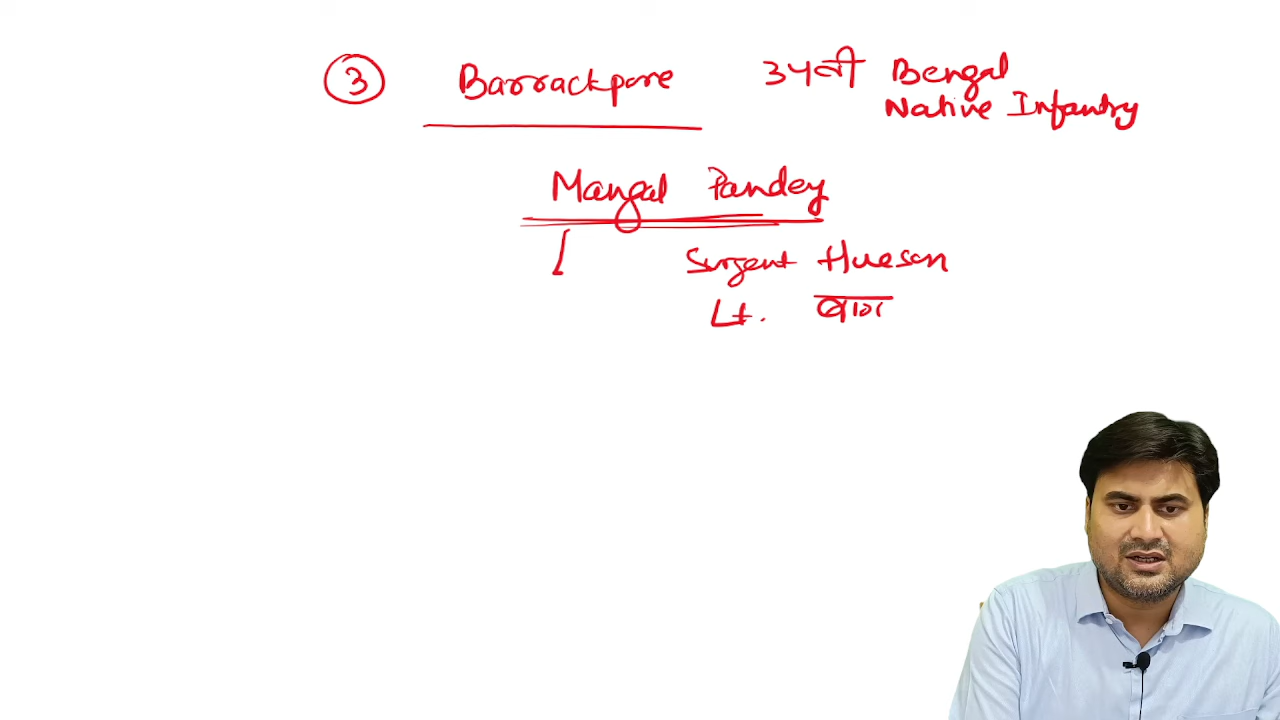 ③ Barrackpore 34वी Bengal
Native Infantry
Mangal Pandey
Surgent Hueson
Lt. बाग